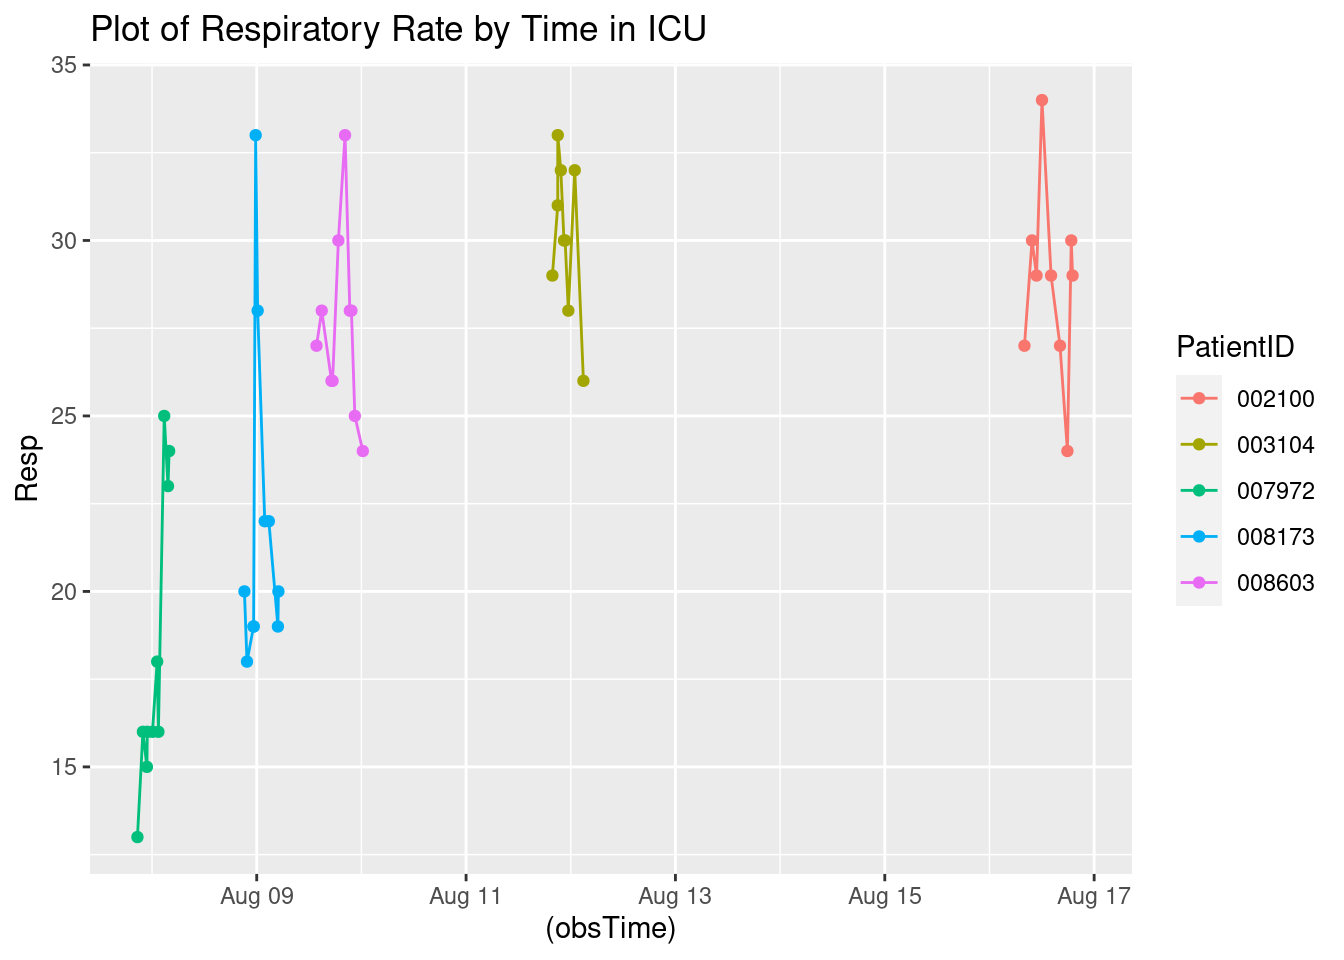 Plot of Respiratory Rate by Time in ICU
35
30
25
20
15
Resp
Aug 09 Aug 11 Aug 13 Aug 15 Aug 17
(obsTime)
PatientID
002100
003104
007972
008173
008603